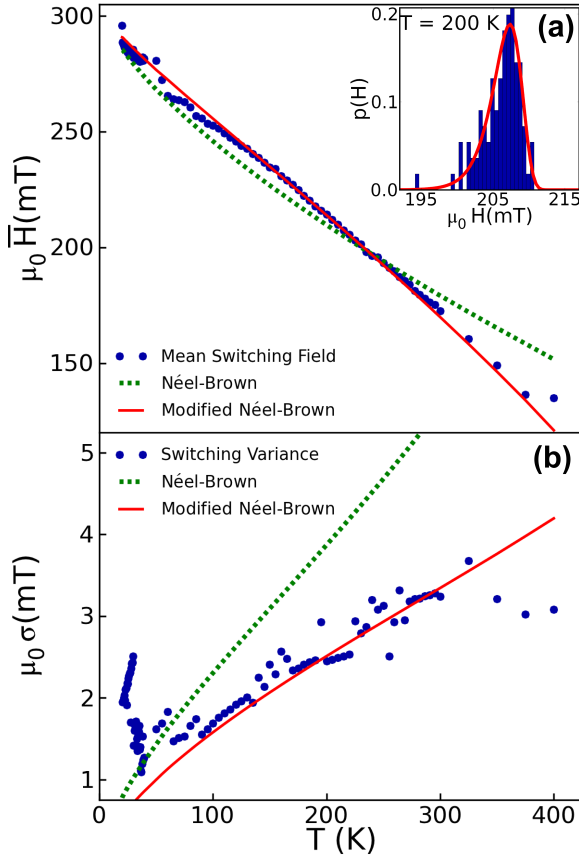 300
250
200
150
μ₀ H̅(mT)
T = 200 K
(a)
0.2
0.1
0.0
p(H)
195 205 215
μ₀ H(mT)
Mean Switching Field
Néel-Brown
Modified Néel-Brown
Switching Variance
Néel-Brown
Modified Néel-Brown
(b)
5
4
3
2
1
μ₀ σ(mT)
0 100 200 300 400
T (K)